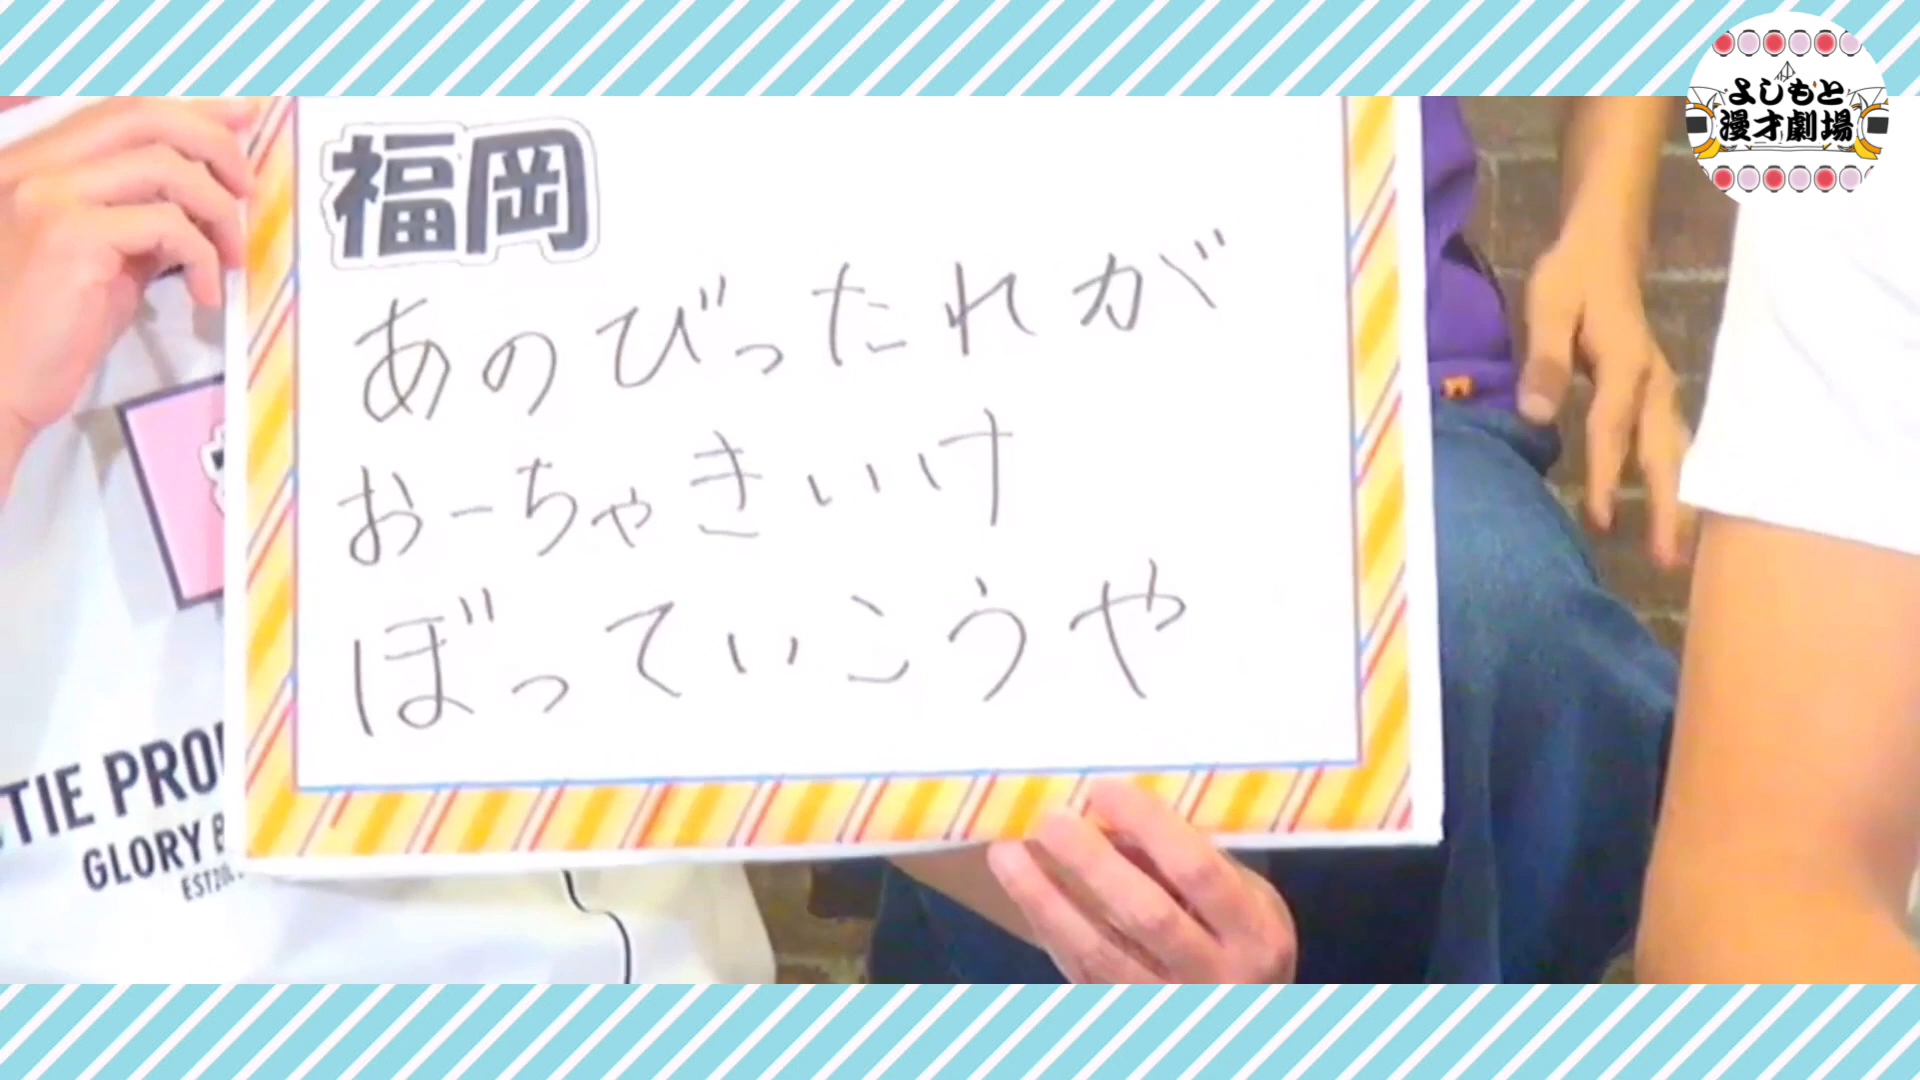 よしもと
漫才劇場
福岡
あのびったれが
おーちゃきいけ
ぼっていこうや
TIE PRO
GLORY B